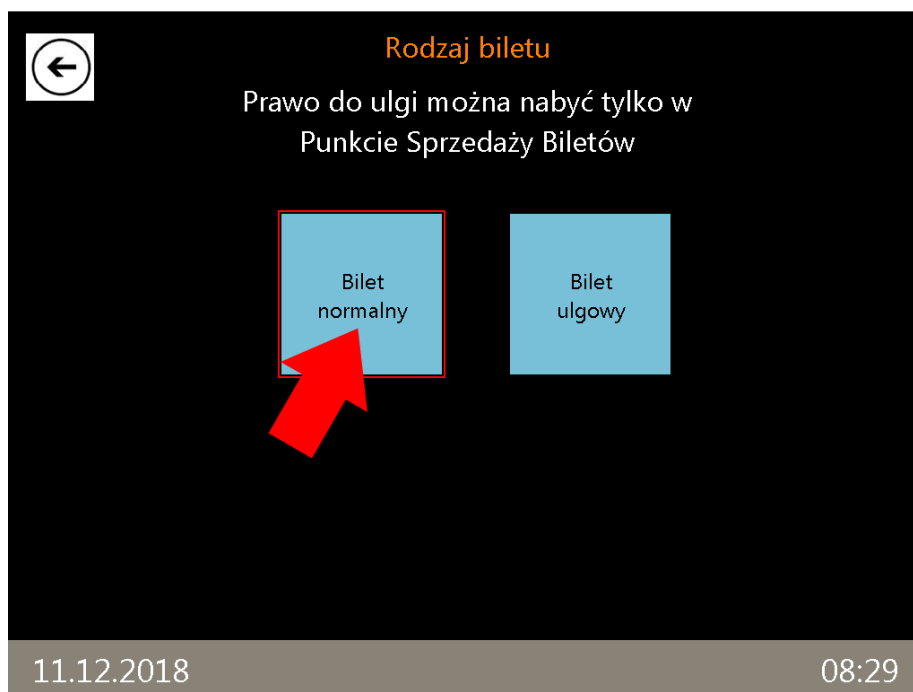 Rodzaj biletu
Prawo do ulgi można nabyć tylko w
Punkcie Sprzedaży Biletów
Bilet
normalny
Bilet
ulgowy
11.12.2018
08:29